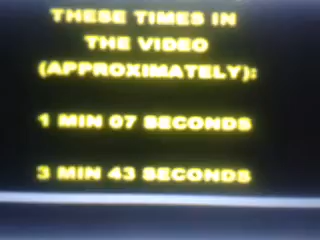 THESE TIMES IN
THE VIDEO
(APPROXIMATELY):
1 MIN 07 SECONDS
3 MIN 43 SECONDS